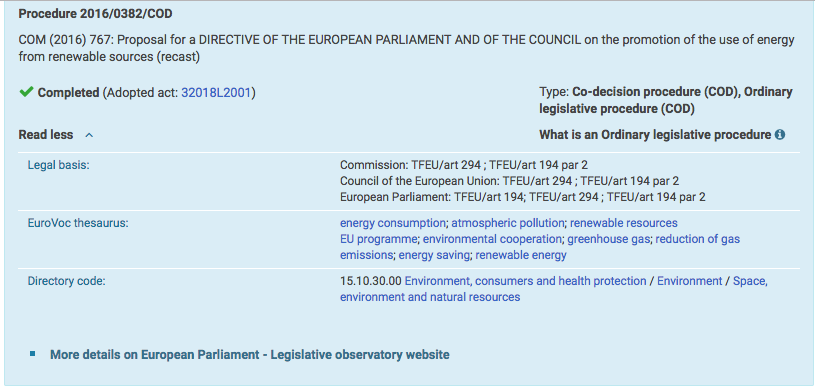 Procedure 2016/0382/COD
COM (2016) 767: Proposal for a DIRECTIVE OF THE EUROPEAN PARLIAMENT AND OF THE COUNCIL on the promotion of the use of energy
from renewable sources (recast)
Completed (Adopted act: 32018L2001)
Type: Co-decision procedure (COD), Ordinary
legislative procedure (COD)
Read less
What is an Ordinary legislative procedure
Legal basis:
Commission: TFEU/art 294 ; TFEU/art 194 par 2
Council of the European Union: TFEU/art 294 ; TFEU/art 194 par 2
European Parliament: TFEU/art 194; TFEU/art 294 ; TFEU/art 194 par 2
EuroVoc thesaurus:
energy consumption; atmospheric pollution; renewable resources
EU programme; environmental cooperation; greenhouse gas; reduction of gas
emissions; energy saving; renewable energy
Directory code:
15.10.30.00 Environment, consumers and health protection / Environment / Space,
environment and natural resources
More details on European Parliament - Legislative observatory website